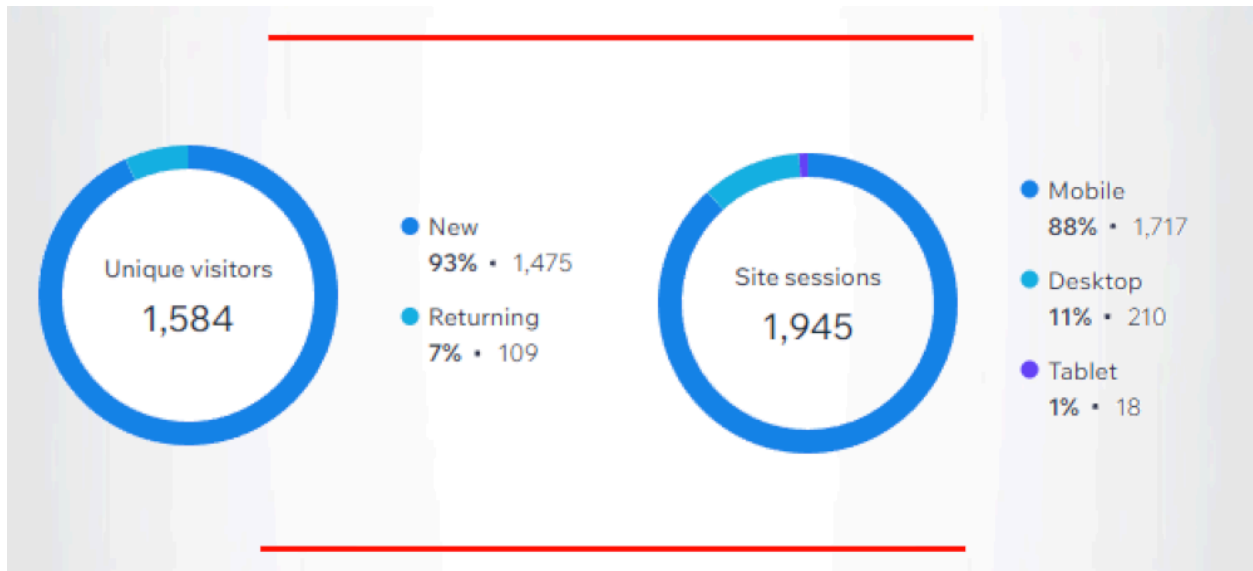 Unique visitors
1,584
New
93% • 1,475
Returning
7% • 109
Site sessions
1,945
Mobile
88% • 1,717
Desktop
11% • 210
Tablet
1% • 18